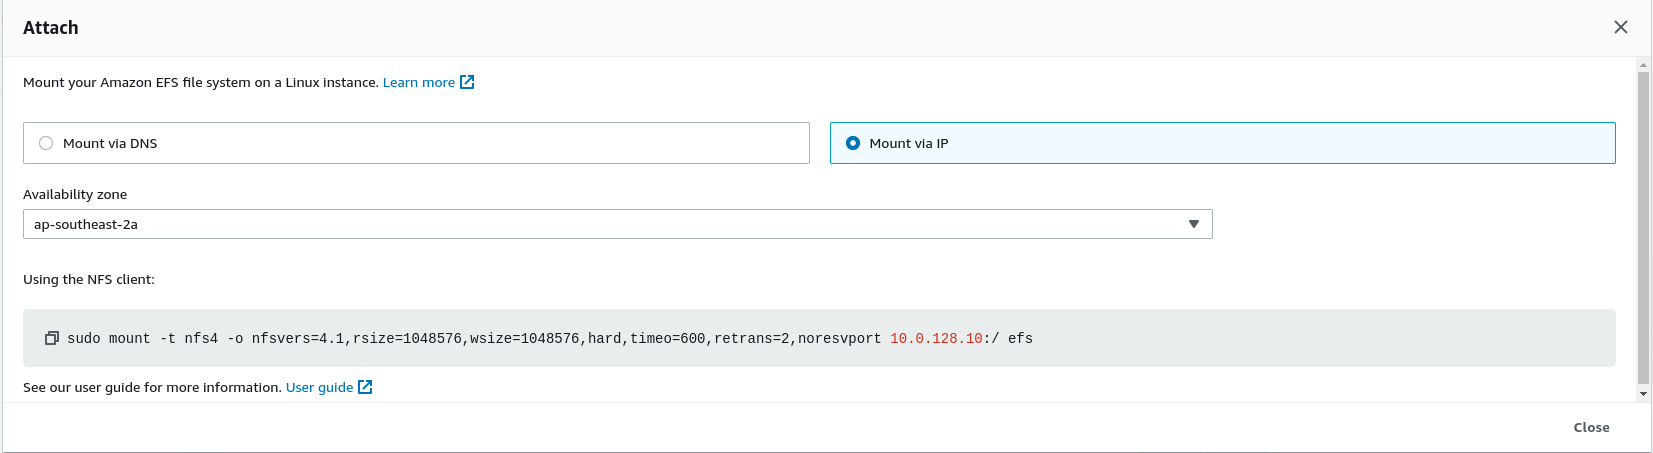 Attach
Mount your Amazon EFS file system on a Linux instance. Learn more
Mount via DNS
Mount via IP
Availability zone
ap-southeast-2a
Using the NFS client:
sudo mount -t nfs4 -o nfsvers=4.1,rsize=1048576,wsize=1048576,hard,timeo=600,retrans=2,noresvport 10.0.128.10:/ efs
See our user guide for more information. User guide
Close